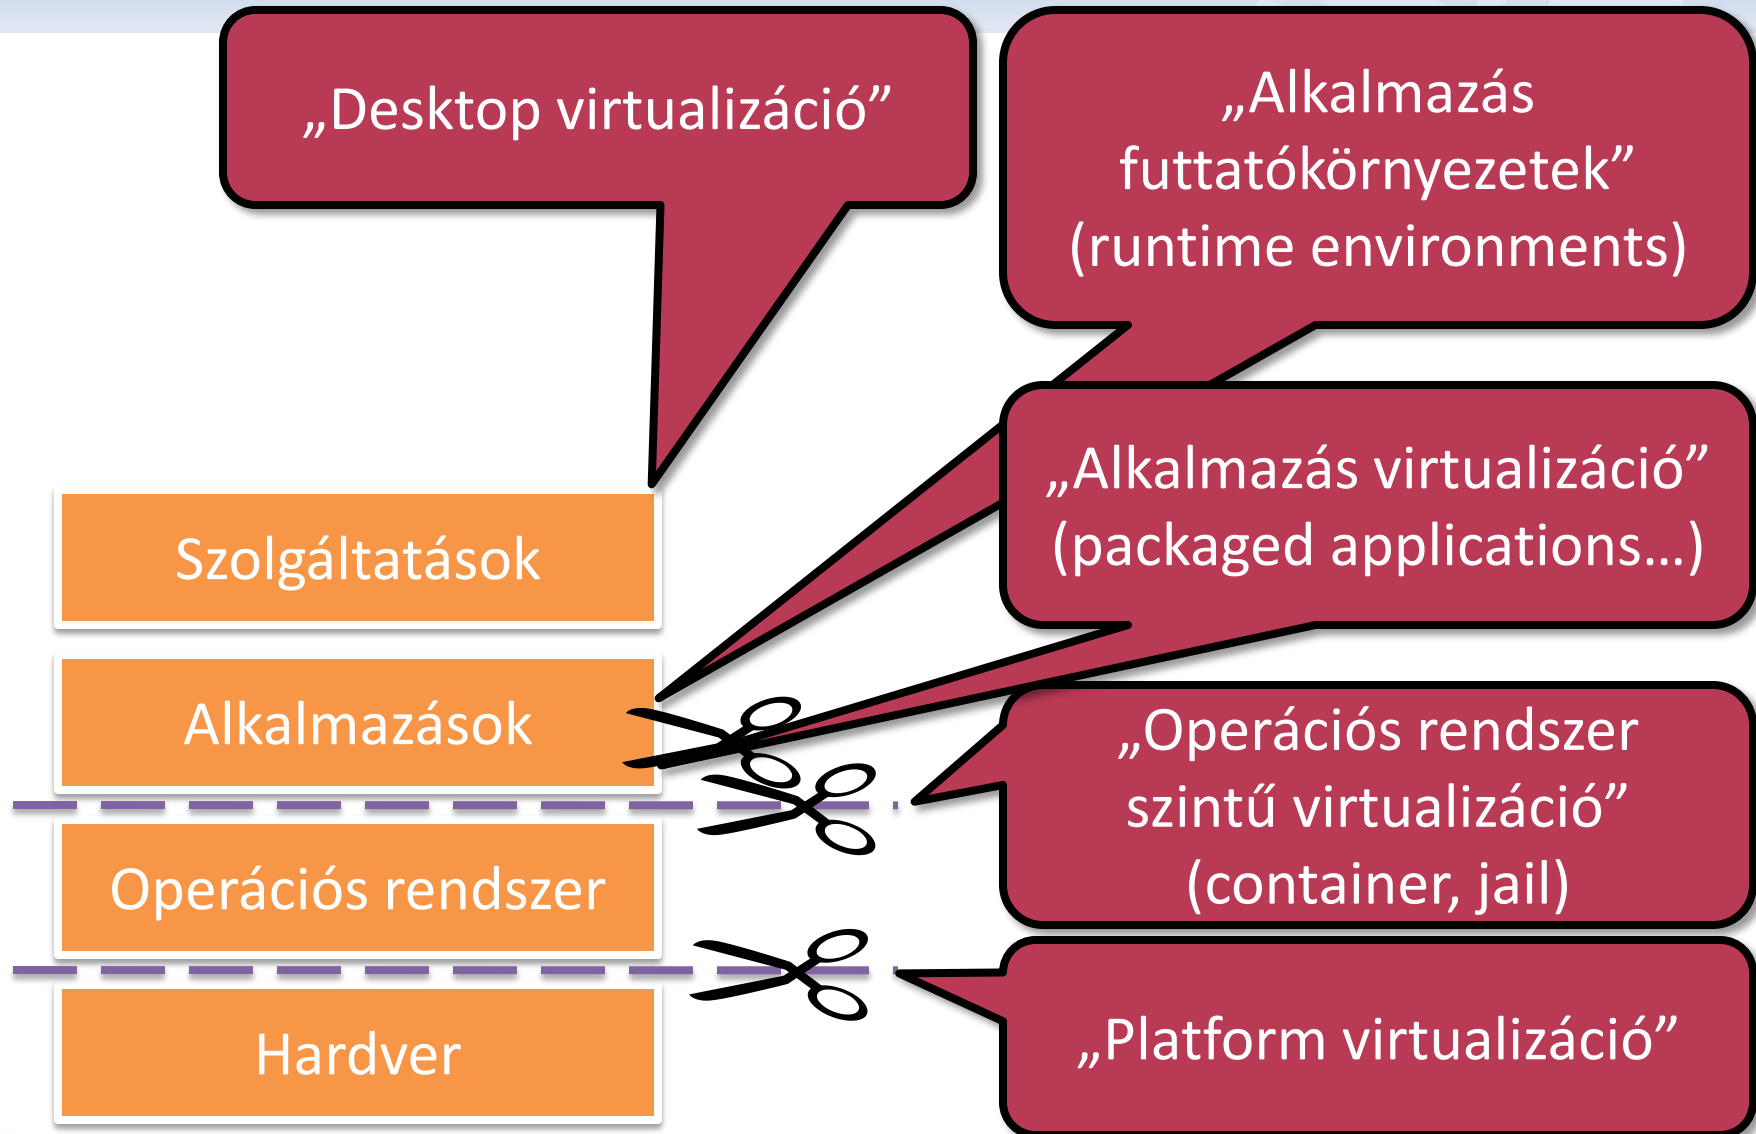 „Desktop virtualizáció”
„Alkalmazás
futtatókörnyezetek”
(runtime environments)
„Alkalmazás virtualizáció”
(packaged applications…)
Szolgáltatások
Alkalmazások
„Operációs rendszer
szintű virtualizáció”
(container, jail)
Operációs rendszer
„Platform virtualizáció”
Hardver